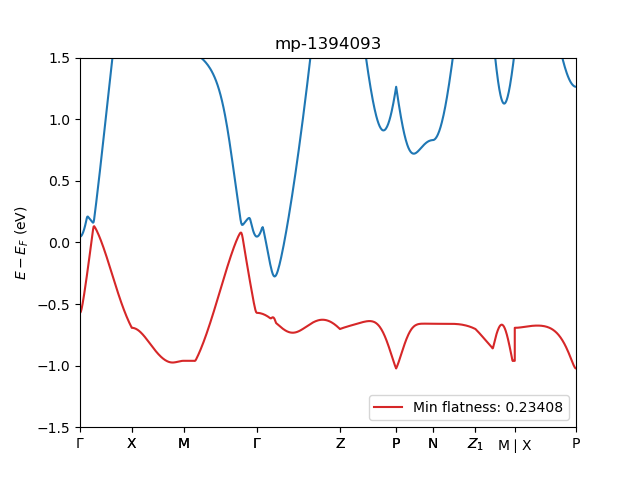 mp-1394093
E − E_F (eV)
1.5
1.0
0.5
0.0
−0.5
−1.0
−1.5
Min flatness: 0.23408
Γ X M Γ Z P N Z₁ M | X P